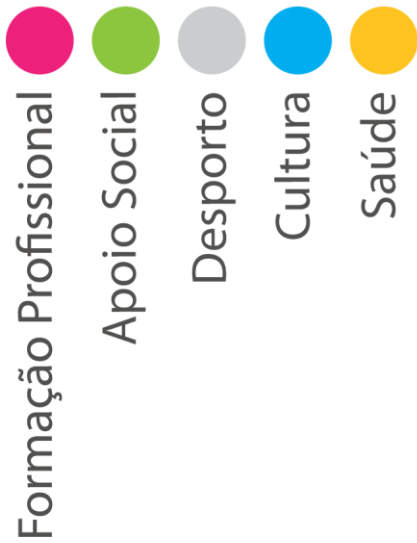 Formação Profissional
Apoio Social
Desporto
Cultura
Saúde